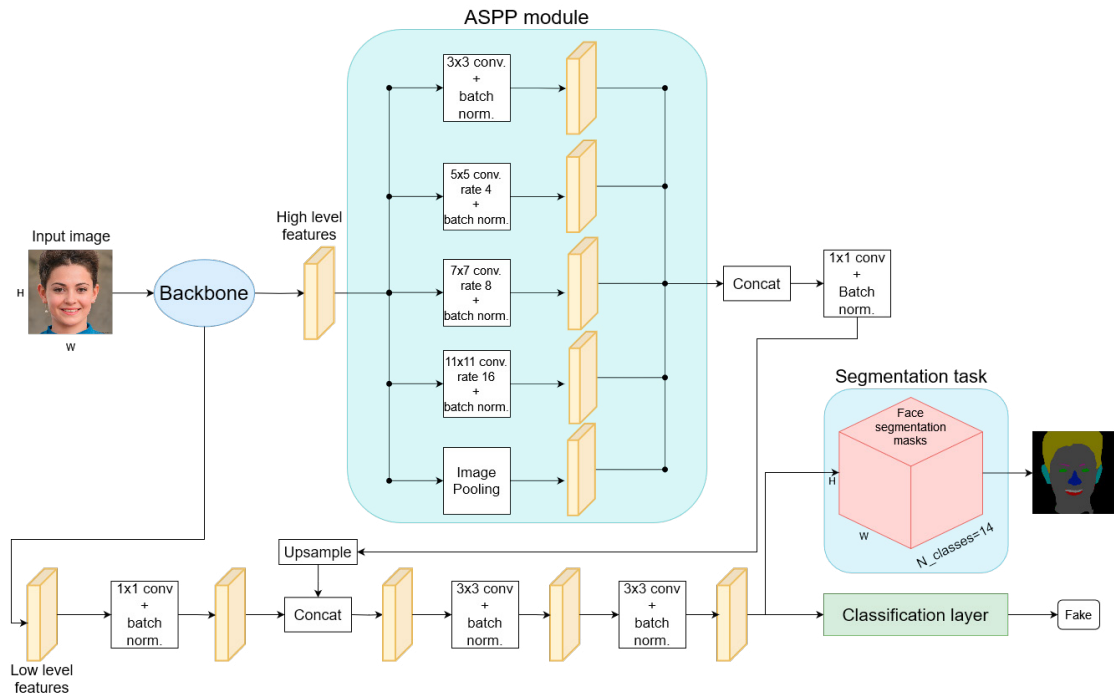 ASPP module
3x3 conv.
+
batch
norm.
5x5 conv.
rate 4
+
batch norm.
High level
features
Input image
H
W
Backbone
7x7 conv.
rate 8
+
batch norm.
Concat
1x1 conv
+
Batch
norm.
11x11 conv.
rate 16
+
batch norm.
Image
Pooling
Segmentation task
Face
segmentation
masks
H
W
N_classes=14
Upsample
1x1 conv
+
batch
norm.
Concat
3x3 conv
+
batch
norm.
3x3 conv
+
batch
norm.
Classification layer
Fake
Low level
features